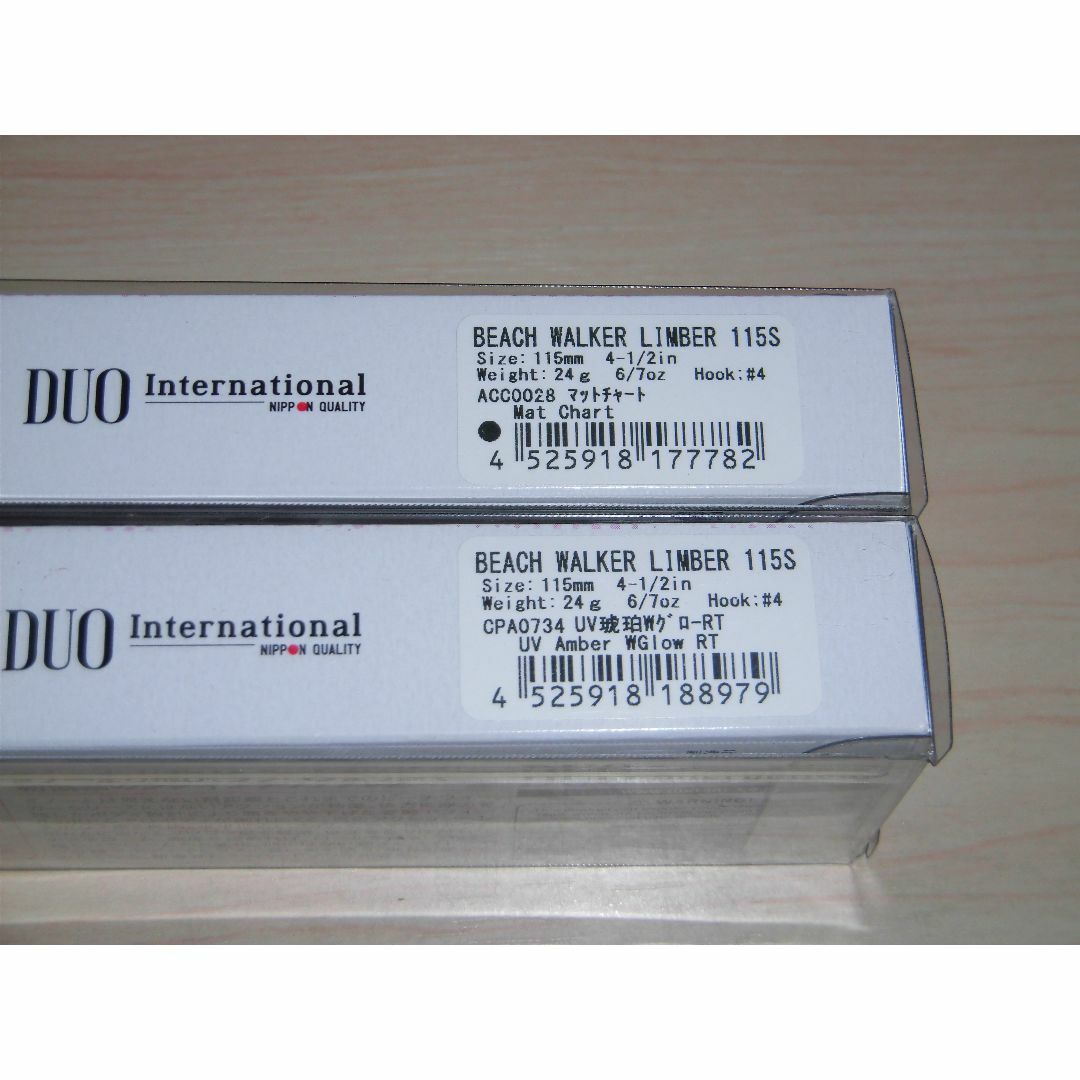 DUO International
NIPPON QUALITY
BEACH WALKER LIMBER 115S
Size: 115mm 4-1/2in
Weight: 24g 6/7oz Hook:#4
ACC0028 マットチャート
Mat Chart
4 525918 177782
DUO International
NIPPON QUALITY
BEACH WALKER LIMBER 115S
Size: 115mm 4-1/2in
Weight: 24g 6/7oz Hook:#4
CPA0734 UV琥珀WグローRT
UV Amber WGlow RT
4 525918 188979
WARNING!